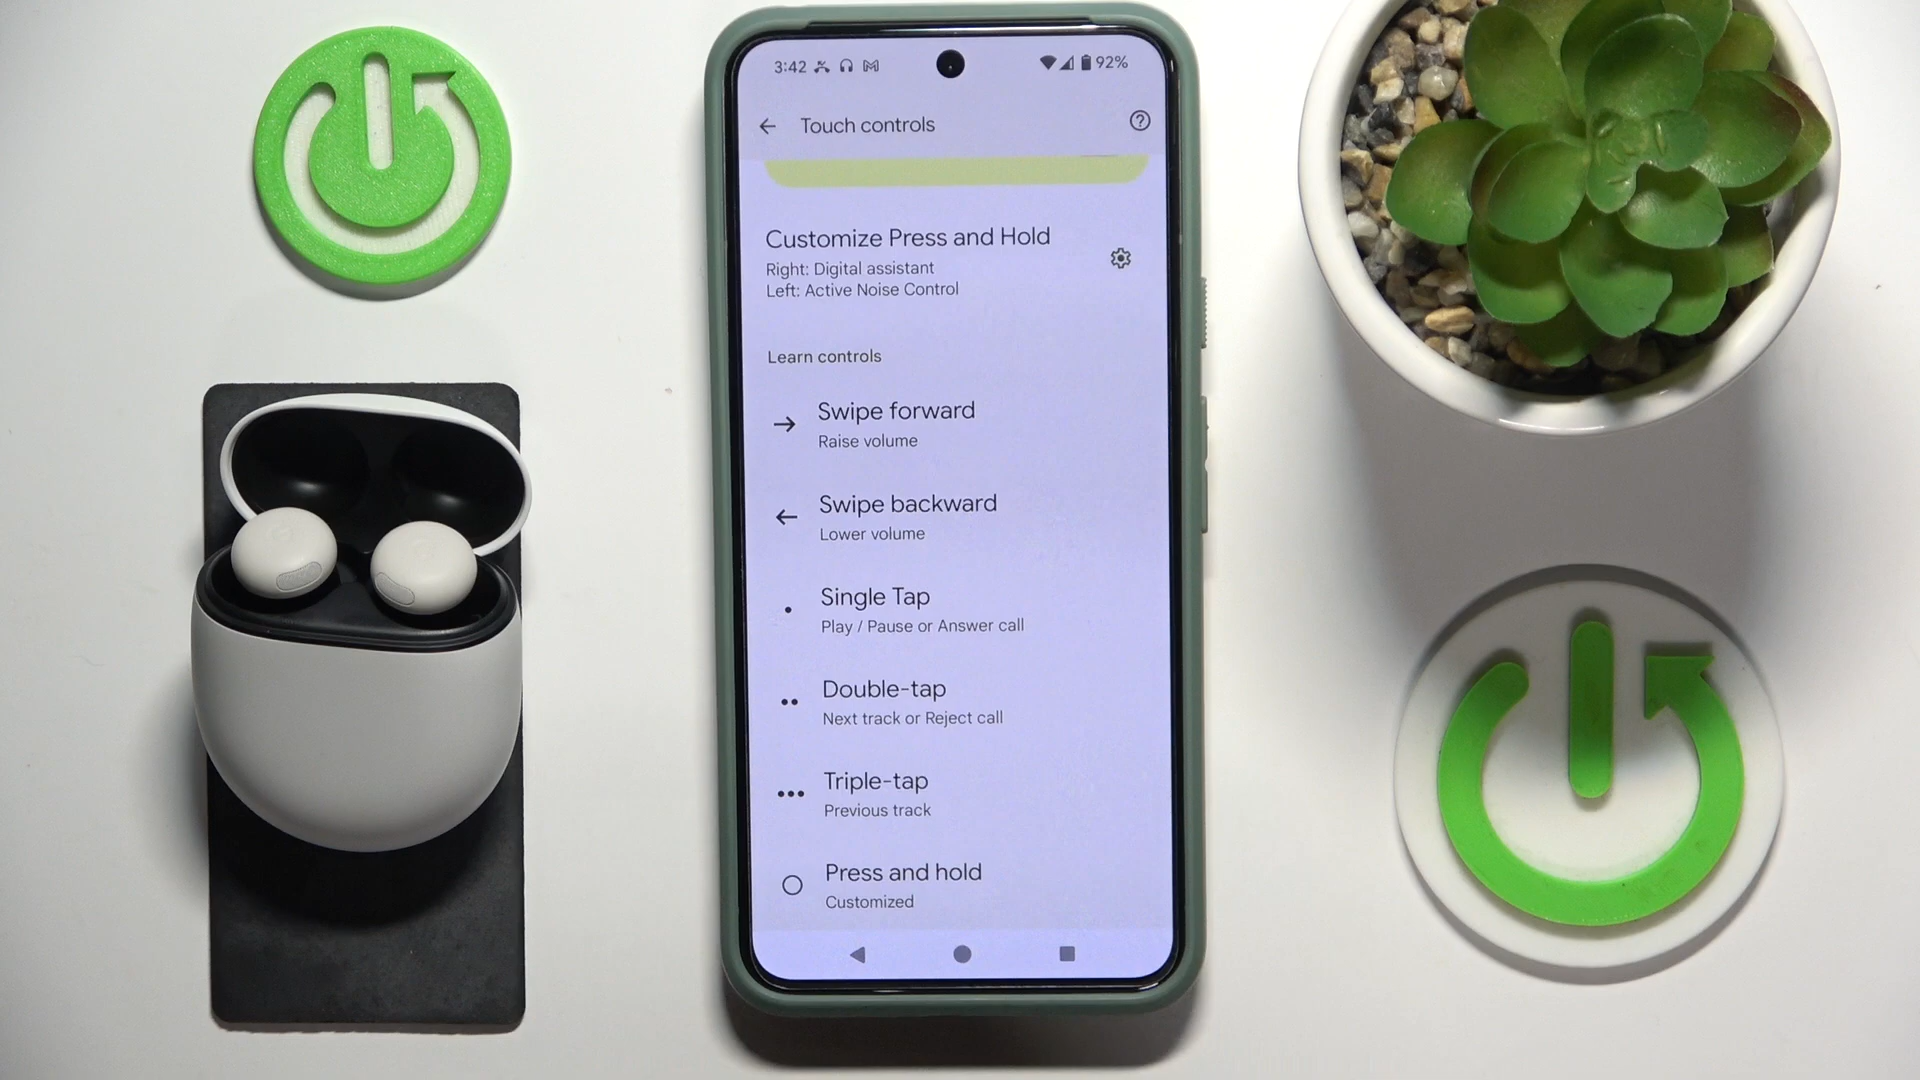 3:42
92%
Touch controls
Customize Press and Hold
Right: Digital assistant
Left: Active Noise Control
Learn controls
Swipe forward
Raise volume
Swipe backward
Lower volume
Single Tap
Play / Pause or Answer call
Double-tap
Next track or Reject call
Triple-tap
Previous track
Press and hold
Customized